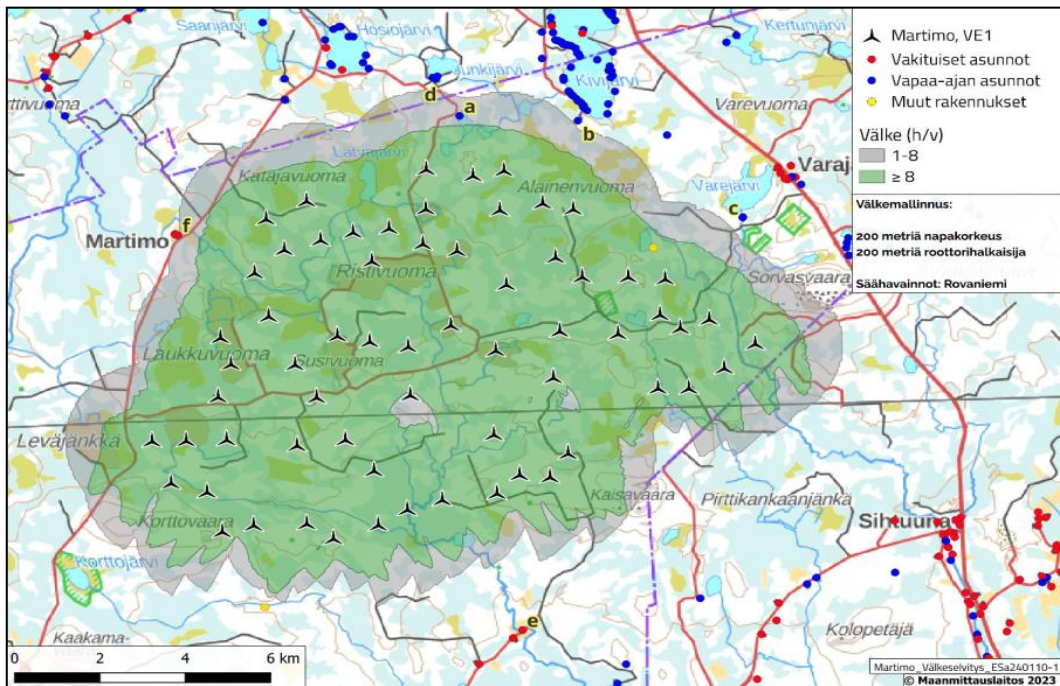 Saarijärvi
Hosiojärvi
Kertunjärvi
Martimo, VE1
Vakituiset asunnot
Vapaa-ajan asunnot
Muut rakennukset
Välke (h/v)
1-8
≥ 8
Välkemallinnus:
200 metriä napakorkeus
200 metriä roottorihalkaisija
Säähavainnot: Rovaniemi
unkijärvi
Kivijärvi
rttivuoma
d
a
b
Varevuoma
Latvajärvi
Varaja
Katajavuoma
Alainenvuoma
Varejärvi
c
f
Martimo
Ristivuoma
Sorvasvaara
Laukkuvuoma
Susivuoma
Leväjänkkä
Kaisavaara
Pirttikankaanjänkä
Korttovaara
Sihtuuna
Korttojärvi
e
Kaakama-
Kolopetäjä
0 2 4 6 km
Martimo_Välkeselvitys_ESa240110-1
© Maanmittauslaitos 2023